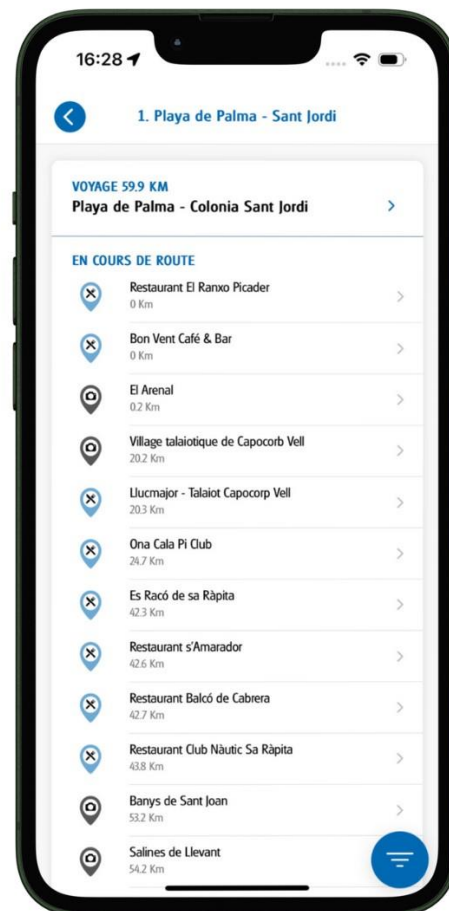 16:28
1. Playa de Palma - Sant Jordi
VOYAGE 59.9 KM
Playa de Palma - Colonia Sant Jordi
EN COURS DE ROUTE
Restaurant El Ranxo Picader
0 Km
Bon Vent Café & Bar
0 Km
El Arenal
0.2 Km
Village talaiotique de Capocorb Vell
20.2 Km
Llucmajor - Talaiot Capocorp Vell
20.3 Km
Ona Cala Pi Club
24.7 Km
Es Racó de sa Ràpita
42.3 Km
Restaurant s'Amarador
42.6 Km
Restaurant Balcó de Cabrera
42.7 Km
Restaurant Club Nàutic Sa Ràpita
43.8 Km
Banys de Sant Joan
53.2 Km
Salines de Llevant
54.2 Km